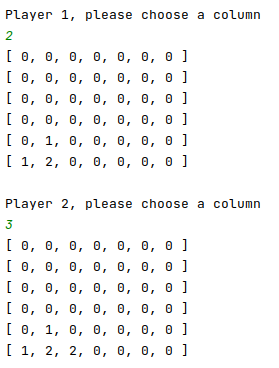 Player 1, please choose a column
2
[ 0, 0, 0, 0, 0, 0, 0 ]
[ 0, 0, 0, 0, 0, 0, 0 ]
[ 0, 0, 0, 0, 0, 0, 0 ]
[ 0, 0, 0, 0, 0, 0, 0 ]
[ 0, 1, 0, 0, 0, 0, 0 ]
[ 1, 2, 0, 0, 0, 0, 0 ]
Player 2, please choose a column
3
[ 0, 0, 0, 0, 0, 0, 0 ]
[ 0, 0, 0, 0, 0, 0, 0 ]
[ 0, 0, 0, 0, 0, 0, 0 ]
[ 0, 0, 0, 0, 0, 0, 0 ]
[ 0, 1, 0, 0, 0, 0, 0 ]
[ 1, 2, 2, 0, 0, 0, 0 ]